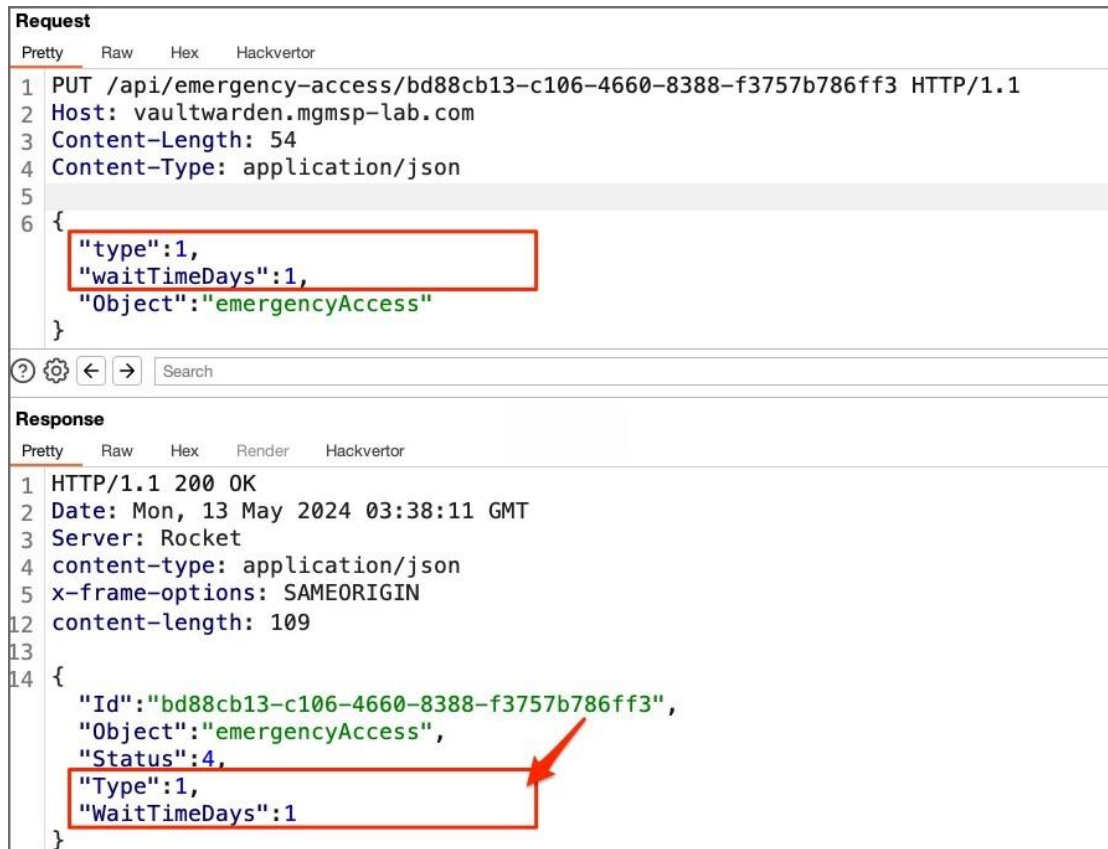 Request
Pretty Raw Hex Hackvertor
1 PUT /api/emergency-access/bd88cb13-c106-4660-8388-f3757b786ff3 HTTP/1.1
2 Host: vaultwarden.mgmsp-lab.com
3 Content-Length: 54
4 Content-Type: application/json
5
6 {
"type":1,
"waitTimeDays":1,
"Object":"emergencyAccess"
}
Search
Response
Pretty Raw Hex Render Hackvertor
1 HTTP/1.1 200 OK
2 Date: Mon, 13 May 2024 03:38:11 GMT
3 Server: Rocket
4 content-type: application/json
5 x-frame-options: SAMEORIGIN
12 content-length: 109
13
14 {
"Id":"bd88cb13-c106-4660-8388-f3757b786ff3",
"Object":"emergencyAccess",
"Status":4,
"Type":1,
"WaitTimeDays":1
}